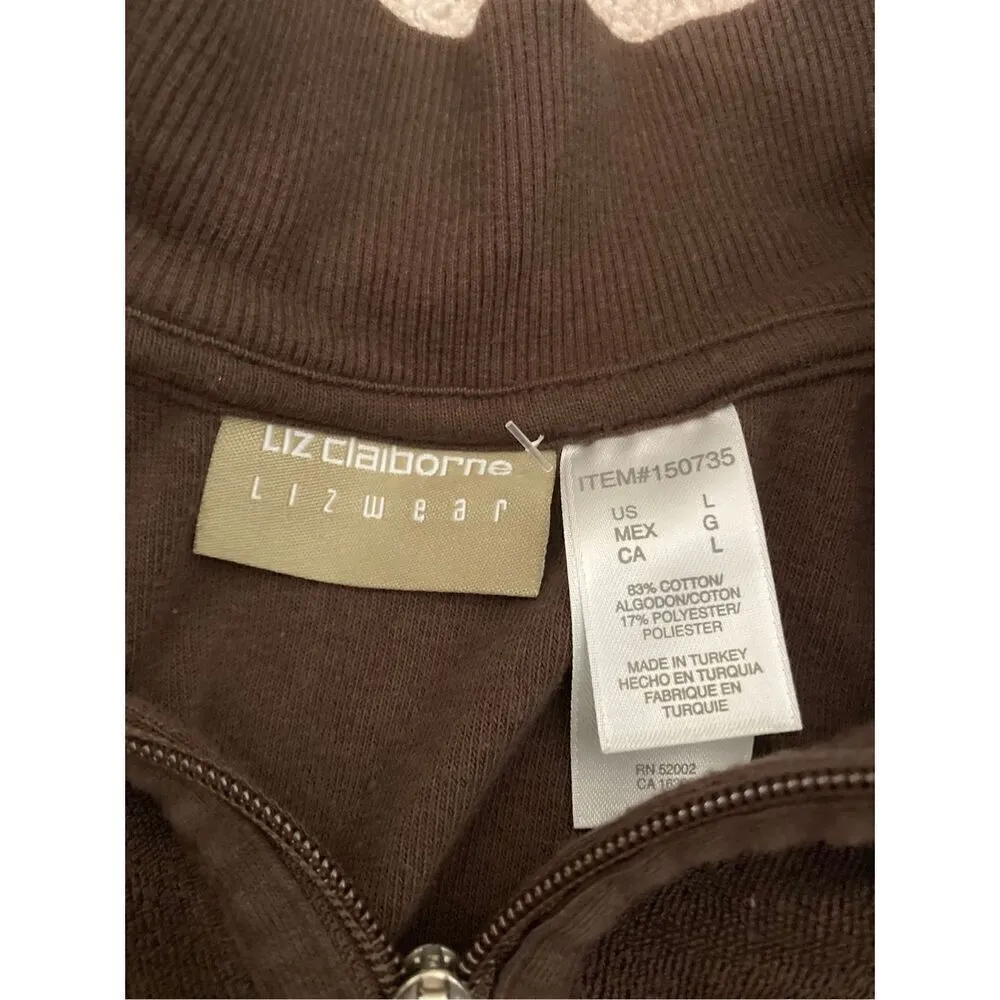 Liz claiborne
Lizwear
ITEM#150735
US L
MEX G
CA L
83% COTTON/
ALGODON/COTON
17% POLYESTER/
POLIESTER
MADE IN TURKEY
HECHO EN TURQUIA
FABRIQUE EN
TURQUIE
RN 52002
CA